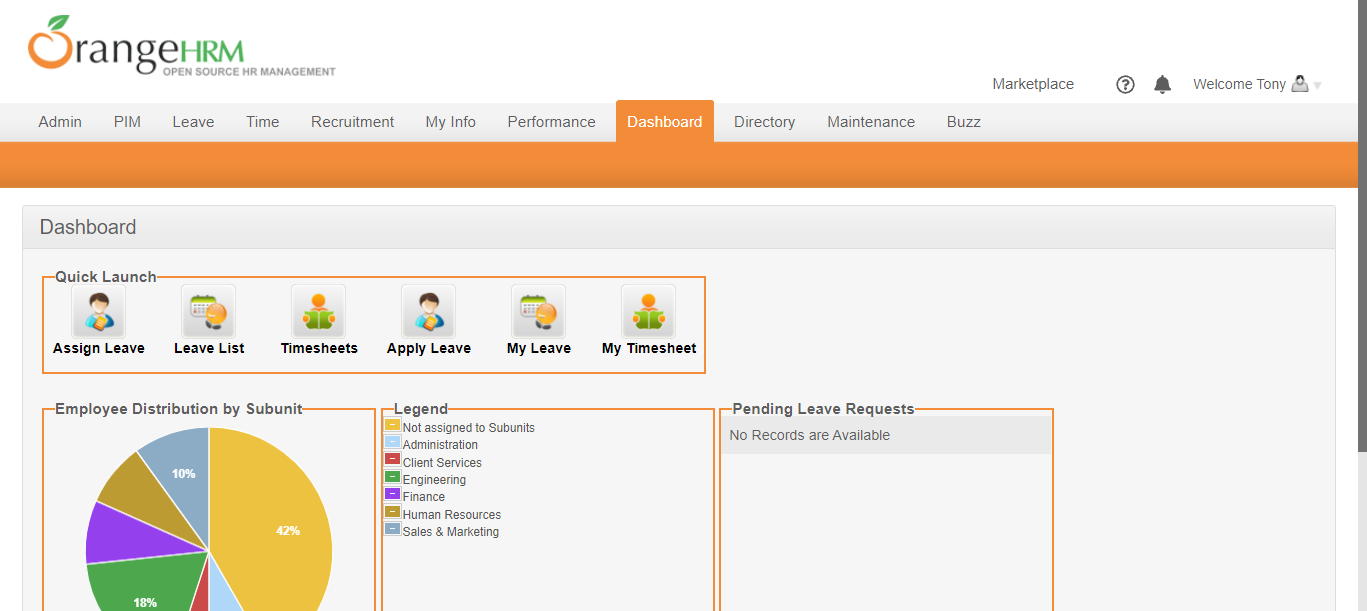 OrangeHRM
OPEN SOURCE HR MANAGEMENT
Marketplace ? Welcome Tony
Admin PIM Leave Time Recruitment My Info Performance Dashboard Directory Maintenance Buzz
Dashboard
Quick Launch
Assign Leave Leave List Timesheets Apply Leave My Leave My Timesheet
Employee Distribution by Subunit
10%
42%
18%
Legend
Not assigned to Subunits
Administration
Client Services
Engineering
Finance
Human Resources
Sales & Marketing
Pending Leave Requests
No Records are Available